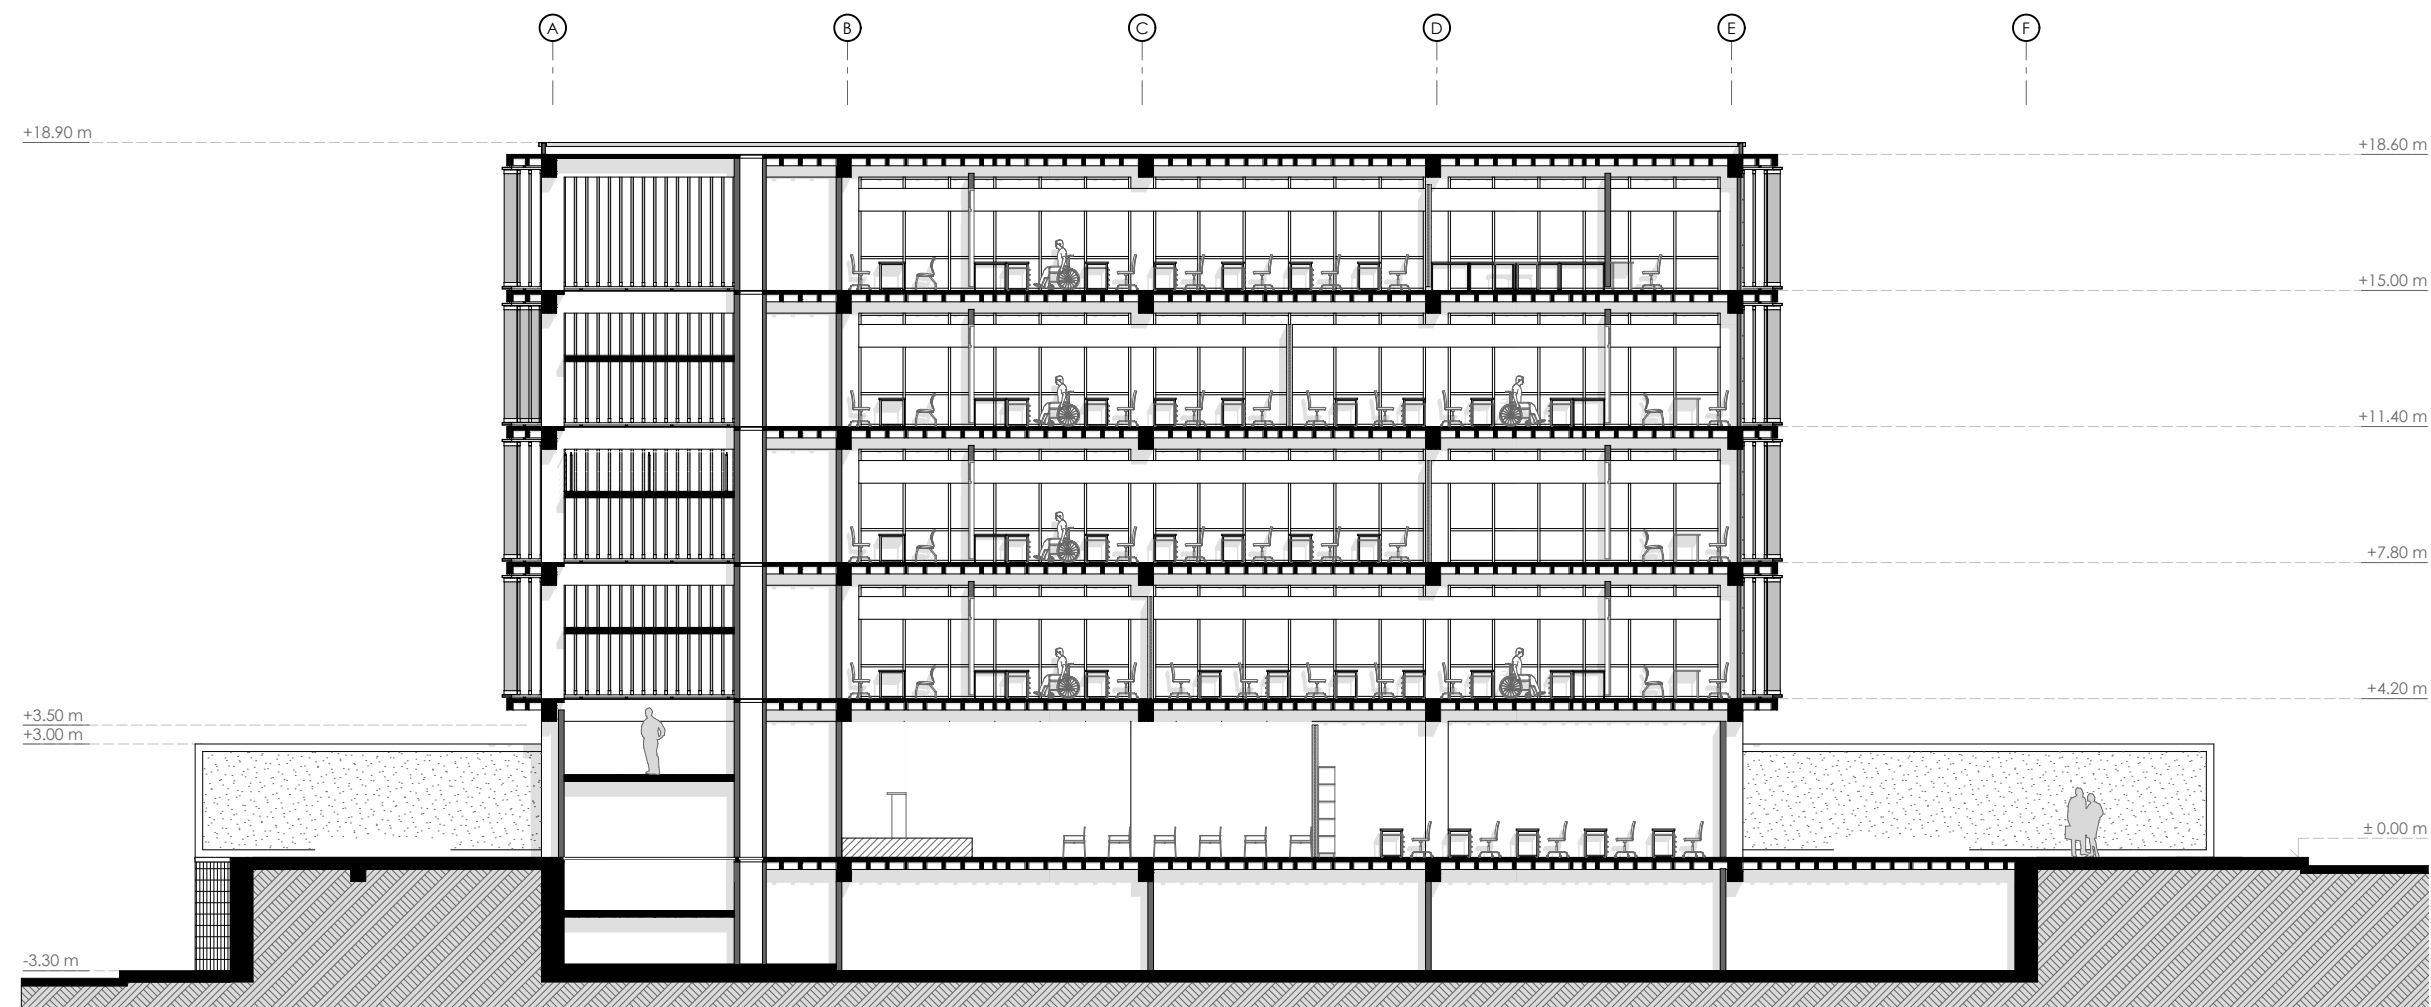 A B C D E F
+18.90 m
+18.60 m
+15.00 m
+11.40 m
+7.80 m
+4.20 m
+3.50 m
+3.00 m
± 0.00 m
-3.30 m